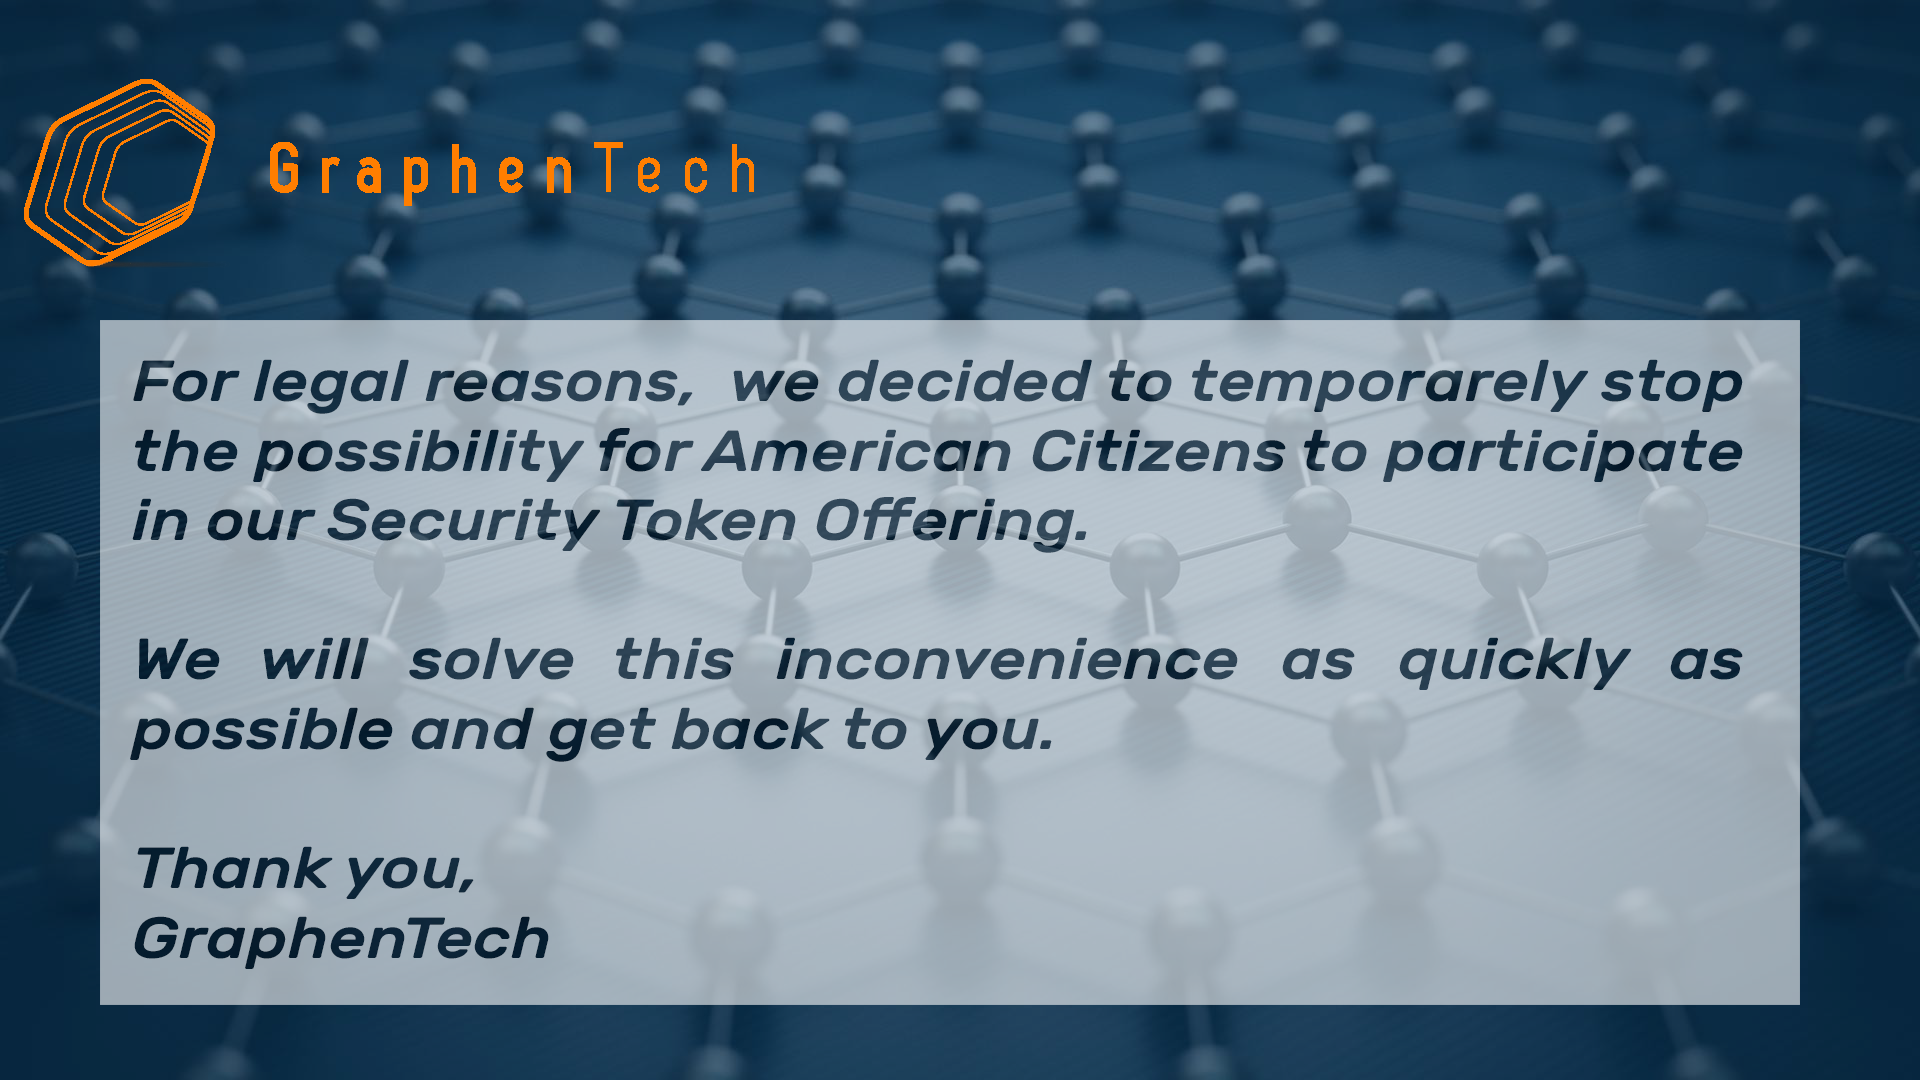 GraphenTech
For legal reasons,  we decided to temporarely stop
the possibility for American Citizens to participate
in our Security Token Offering.
We will solve this inconvenience as quickly as
possible and get back to you.
Thank you,
GraphenTech